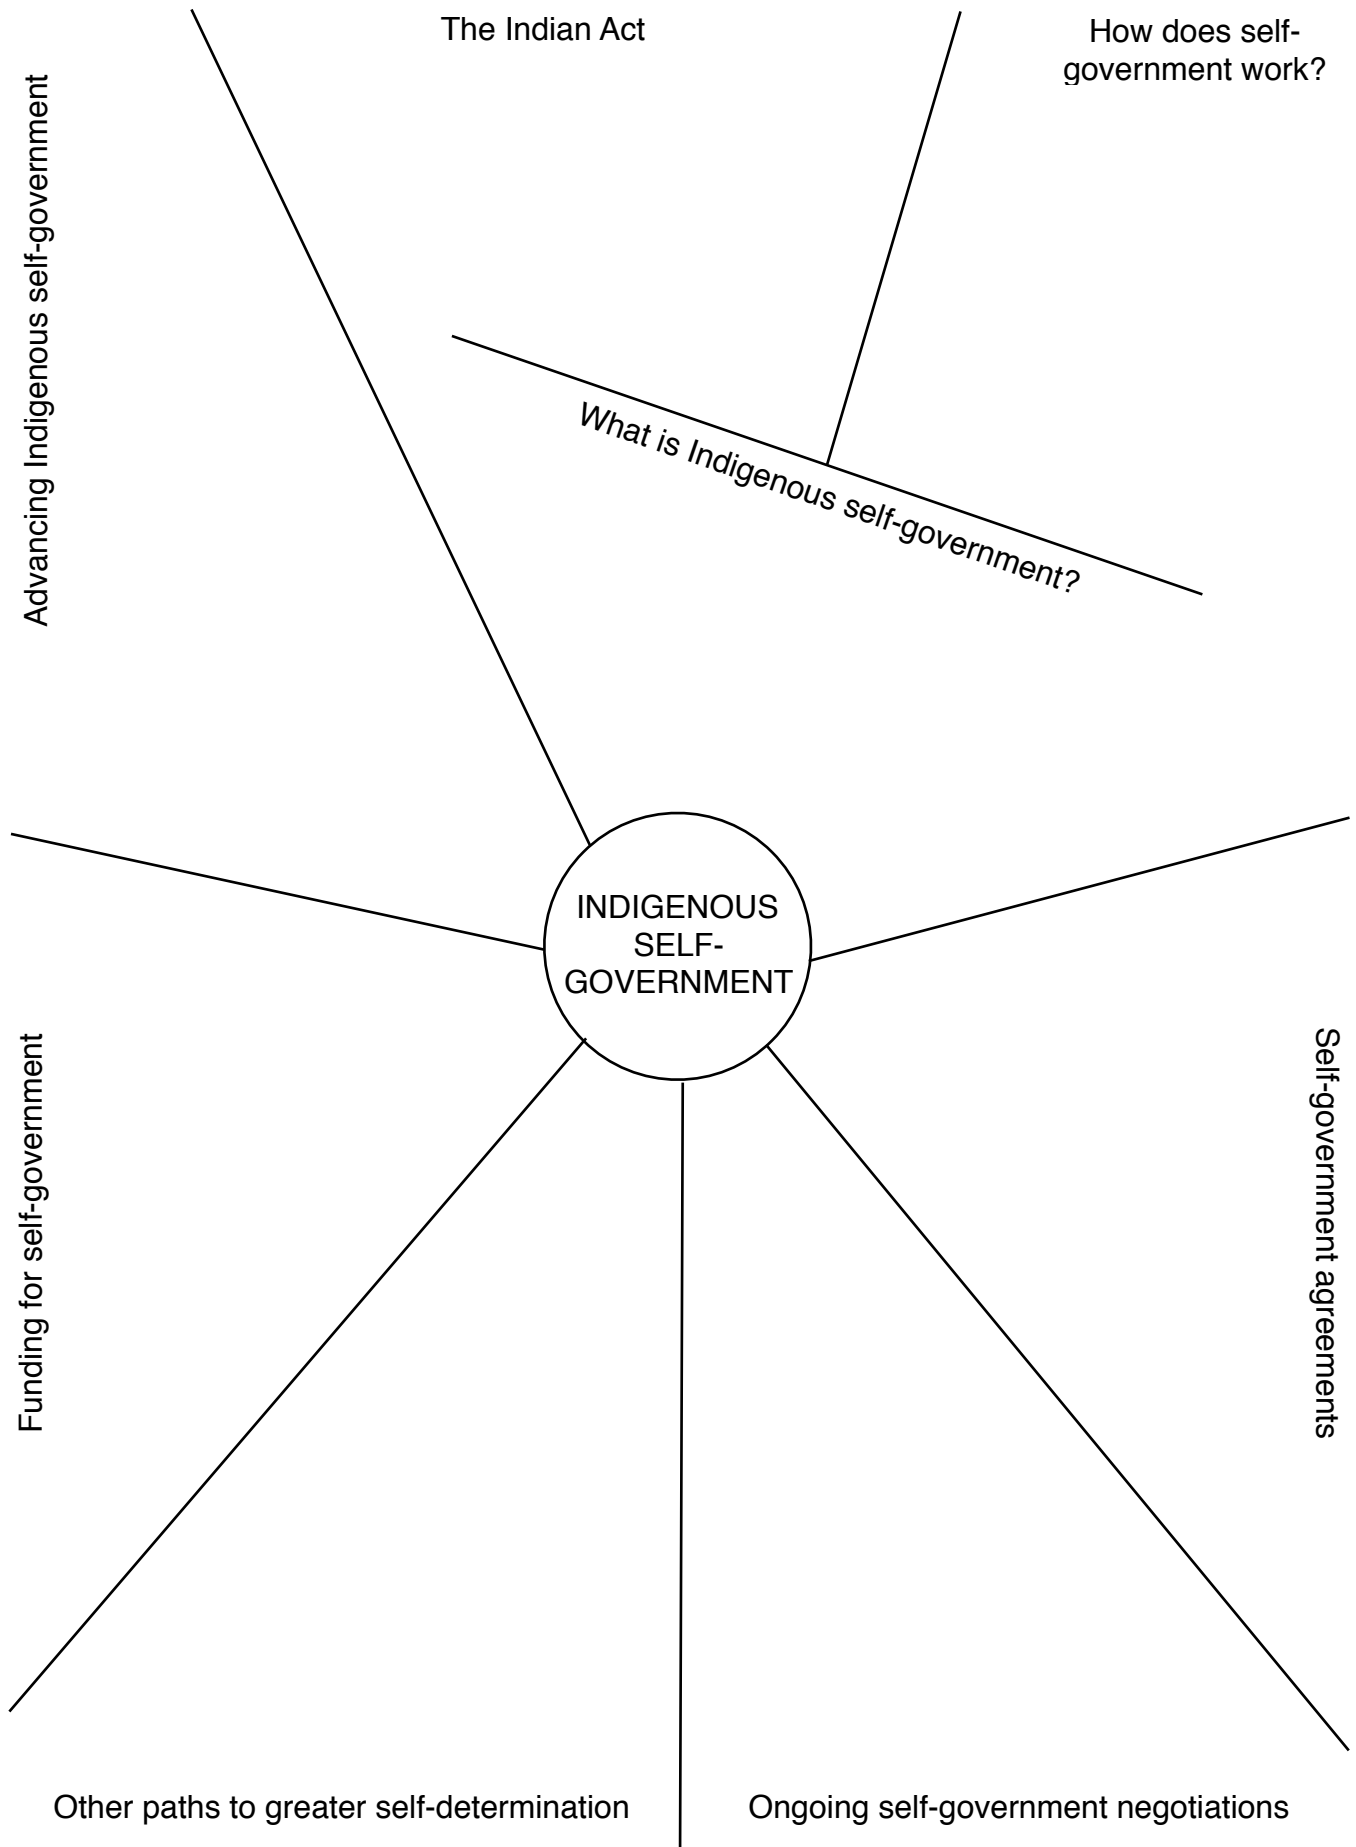 The Indian Act
How does self-
government work?
Advancing Indigenous self-government
What is Indigenous self-government?
INDIGENOUS
SELF-
GOVERNMENT
Funding for self-government
Self-government agreements
Other paths to greater self-determination
Ongoing self-government negotiations